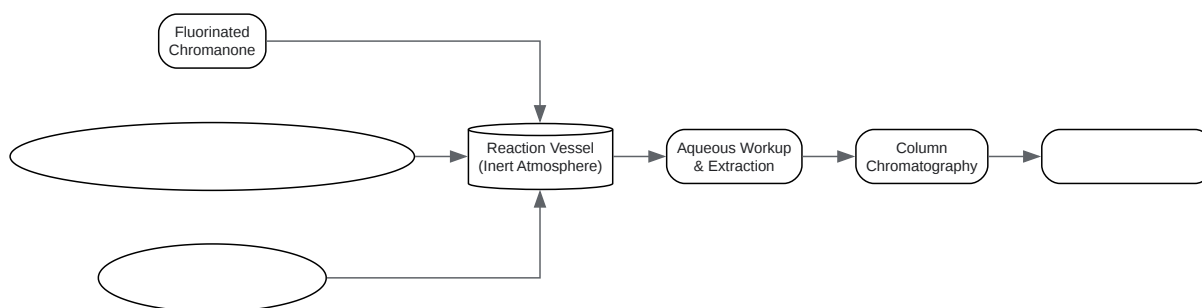 Fluorinated
Chromanone
Reaction Vessel
(Inert Atmosphere)
Aqueous Workup
& Extraction
Column
Chromatography